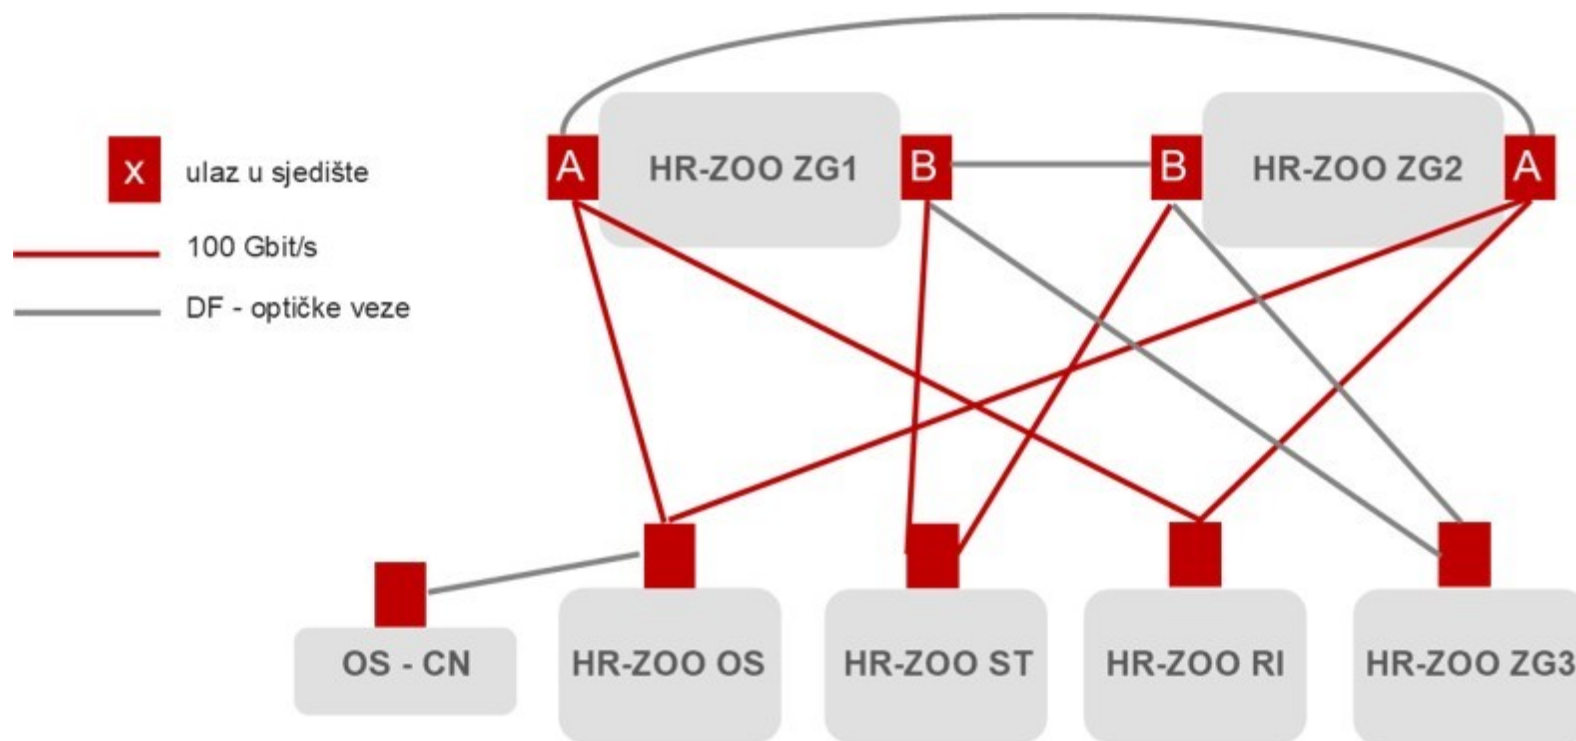 x ulaz u sjedište
100 Gbit/s
DF - optičke veze
A HR-ZOO ZG1 B B HR-ZOO ZG2 A
OS - CN HR-ZOO OS HR-ZOO ST HR-ZOO RI HR-ZOO ZG3